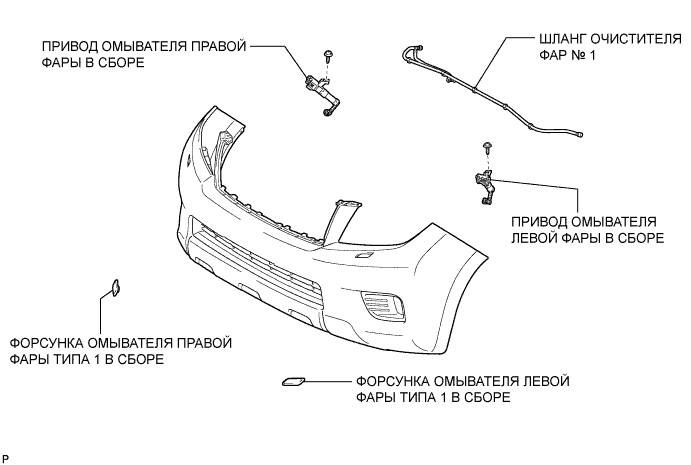 ПРИВОД ОМЫВАТЕЛЯ ПРАВОЙ
ФАРЫ В СБОРЕ
ШЛАНГ ОЧИСТИТЕЛЯ
ФАР № 1
ПРИВОД ОМЫВАТЕЛЯ
ЛЕВОЙ ФАРЫ В СБОРЕ
ФОРСУНКА ОМЫВАТЕЛЯ ПРАВОЙ
ФАРЫ ТИПА 1 В СБОРЕ
ФОРСУНКА ОМЫВАТЕЛЯ ЛЕВОЙ
ФАРЫ ТИПА 1 В СБОРЕ
P